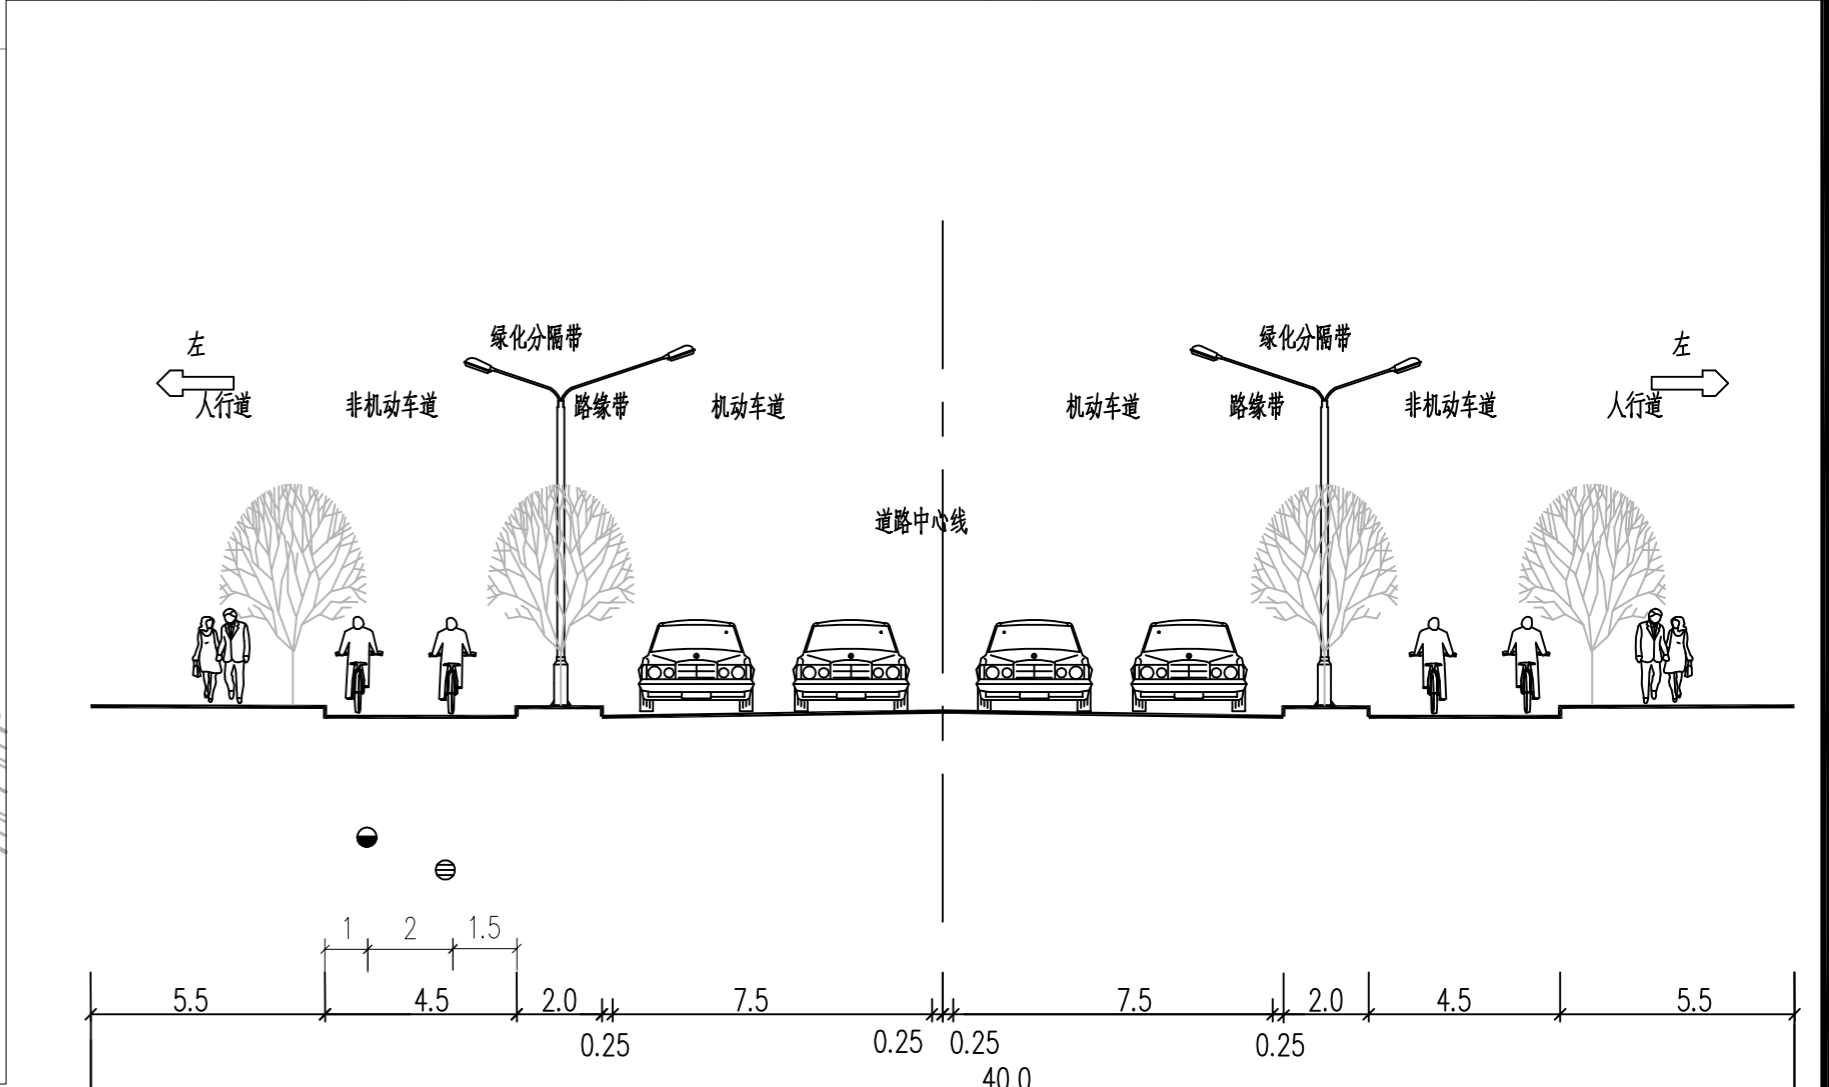 绿化分隔带 绿化分隔带
左 左
人行道 非机动车道 路缘带 机动车道 机动车道 路缘带 非机动车道 人行道
道路中心线
1 2 1.5
5.5 4.5 2.0 7.5 7.5 2.0 4.5 5.5
0.25 0.25 0.25 0.25
40.0